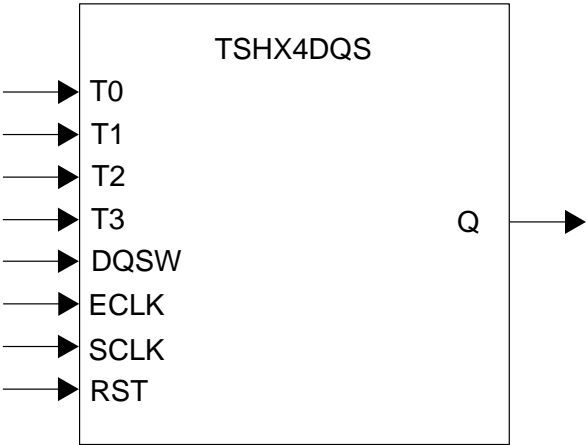 TSHX4DQS
T0
T1
T2
T3
Q
DQSW
ECLK
SCLK
RST